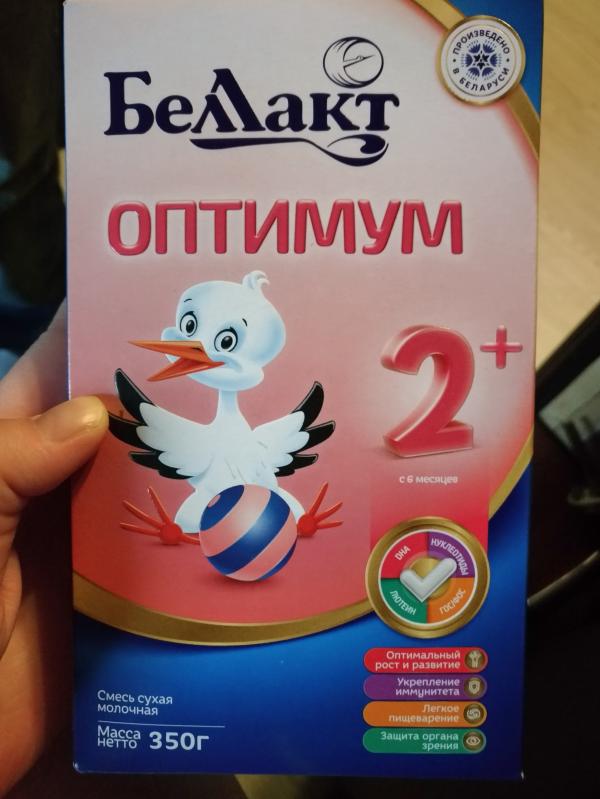 ПРОИЗВЕДЕНО
В БЕЛАРУСИ
Беллакт
ОПТИМУМ
2+
с 6 месяцев
DHA
НУКЛЕОТИДЫ
ЛЮТЕИН
ГОС/ФОС
Оптимальный
рост и развитие
Укрепление
иммунитета
Легкое
пищеварение
Защита органа
зрения
Смесь сухая
молочная
Масса
нетто 350г